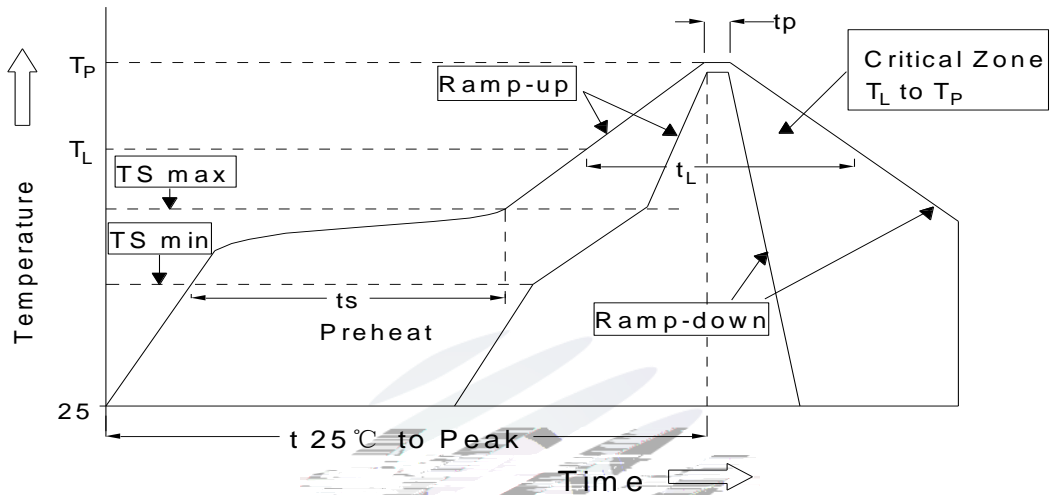 tp
T_P
Critical Zone
T_L to T_P
Ramp-up
T_L
TS max
t_L
TS min
Temperature
ts
Preheat
Ramp-down
25
t 25℃ to Peak
Time